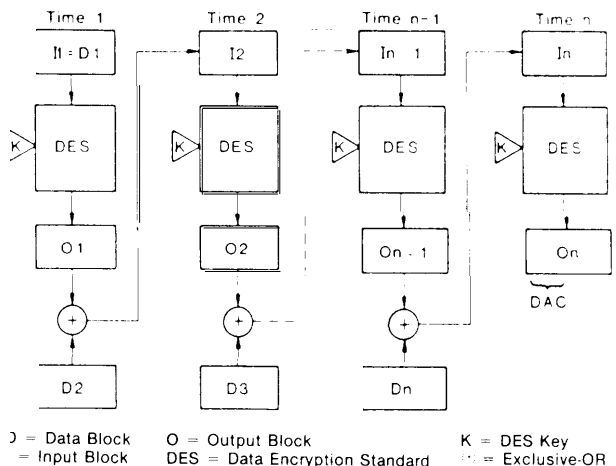 Time 1 Time 2 Time n-1 Time n
I1 = D1 I2 In - 1 In
K DES K DES K DES K DES
O1 O2 On - 1 On
+ + + DAC
D2 D3 Dn
D = Data Block O = Output Block K = DES Key
= Input Block DES = Data Encryption Standard = Exclusive-OR